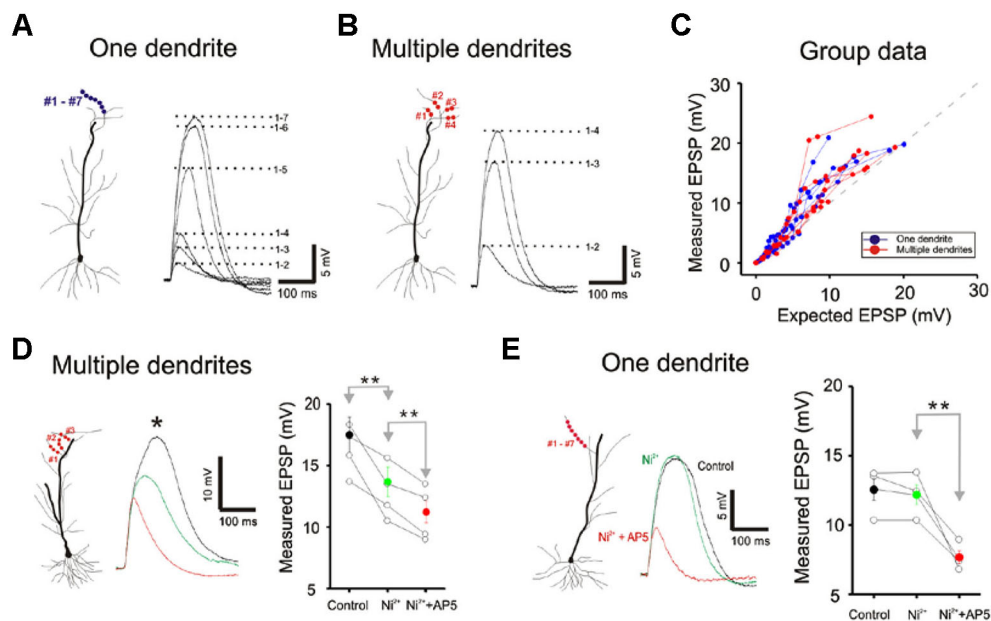 A
One dendrite
#1 - #7
1-7
1-6
1-5
1-4
1-3
1-2
5 mV
100 ms
B
Multiple dendrites
#2
#3
#1
#4
1-4
1-3
1-2
5 mV
100 ms
C
Group data
Measured EPSP (mV)
30
20
10
0
0
10
20
30
Expected EPSP (mV)
One dendrite
Multiple dendrites
D
Multiple dendrites
#3
#2
#1
*
10 mV
100 ms
Measured EPSP (mV)
20
15
10
5
**
**
Control
Ni²⁺
Ni²⁺+AP5
E
One dendrite
#1 - #7
Ni²⁺
Control
Ni²⁺ + AP5
5 mV
100 ms
Measured EPSP (mV)
20
15
10
5
**
Control
Ni²⁺
Ni²⁺+AP5